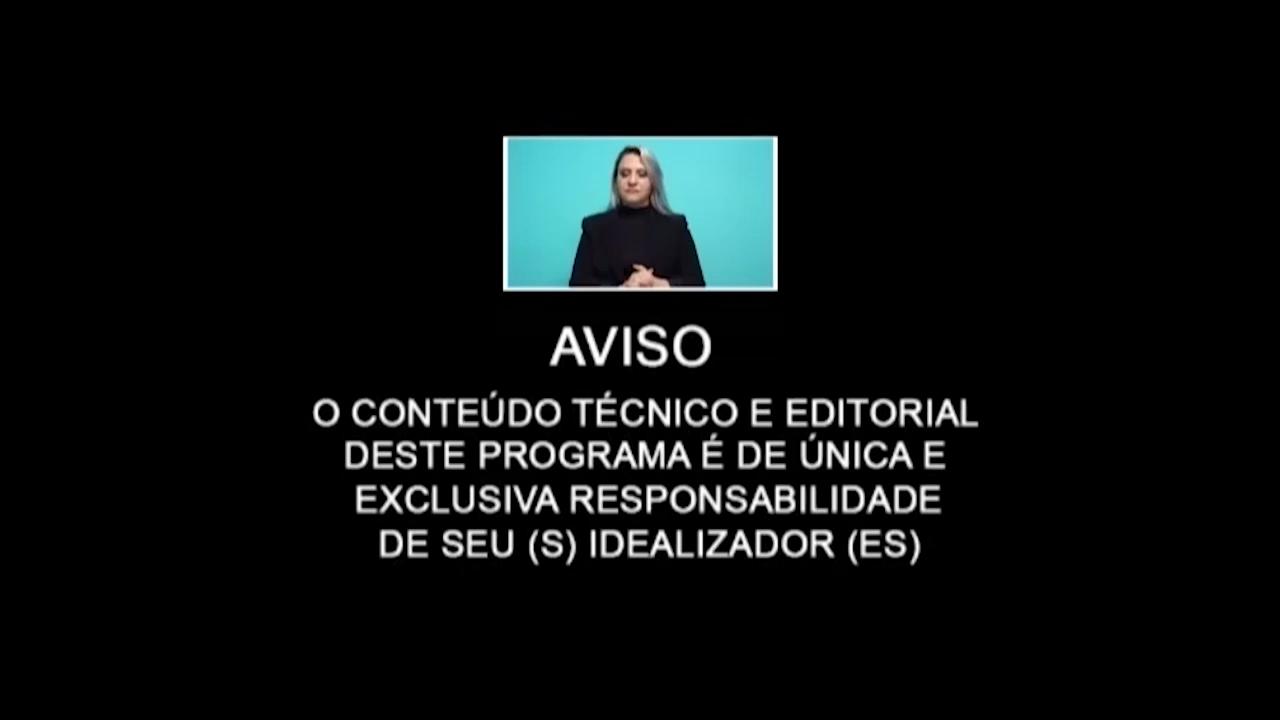 AVISO
O CONTEÚDO TÉCNICO E EDITORIAL
DESTE PROGRAMA É DE ÚNICA E
EXCLUSIVA RESPONSABILIDADE
DE SEU (S) IDEALIZADOR (ES)